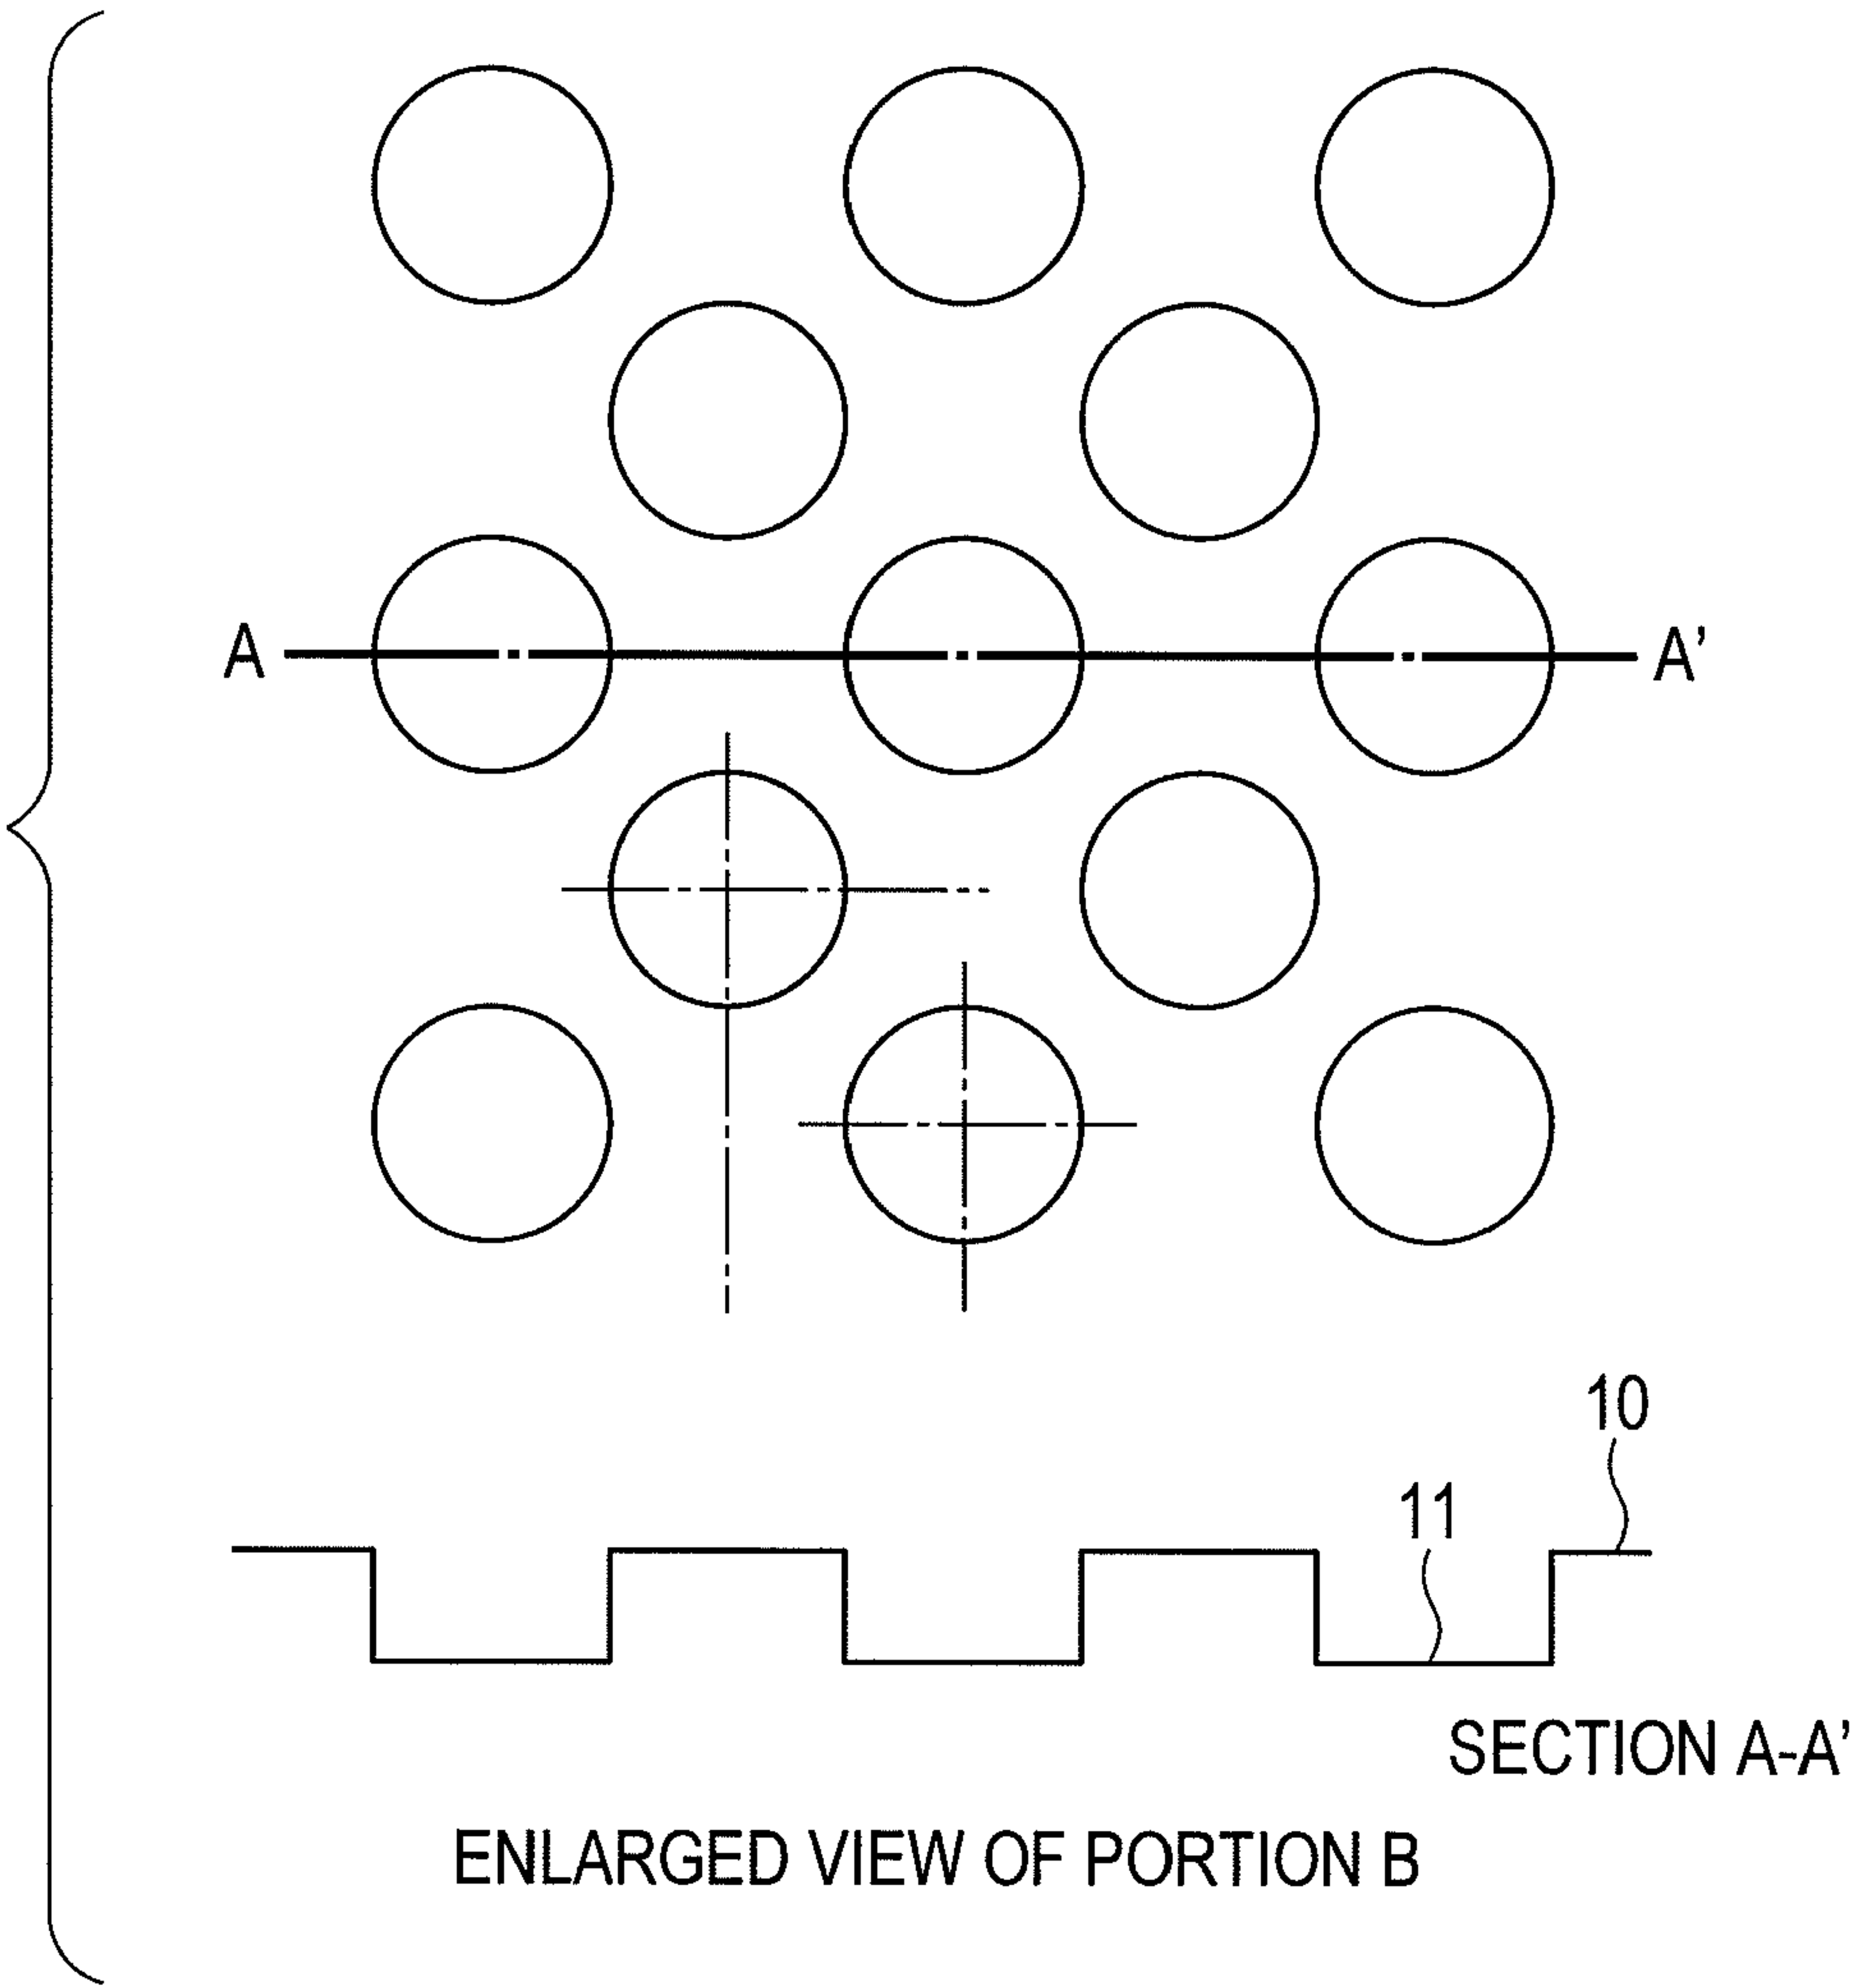 A A’
10
11
SECTION A-A’
ENLARGED VIEW OF PORTION B